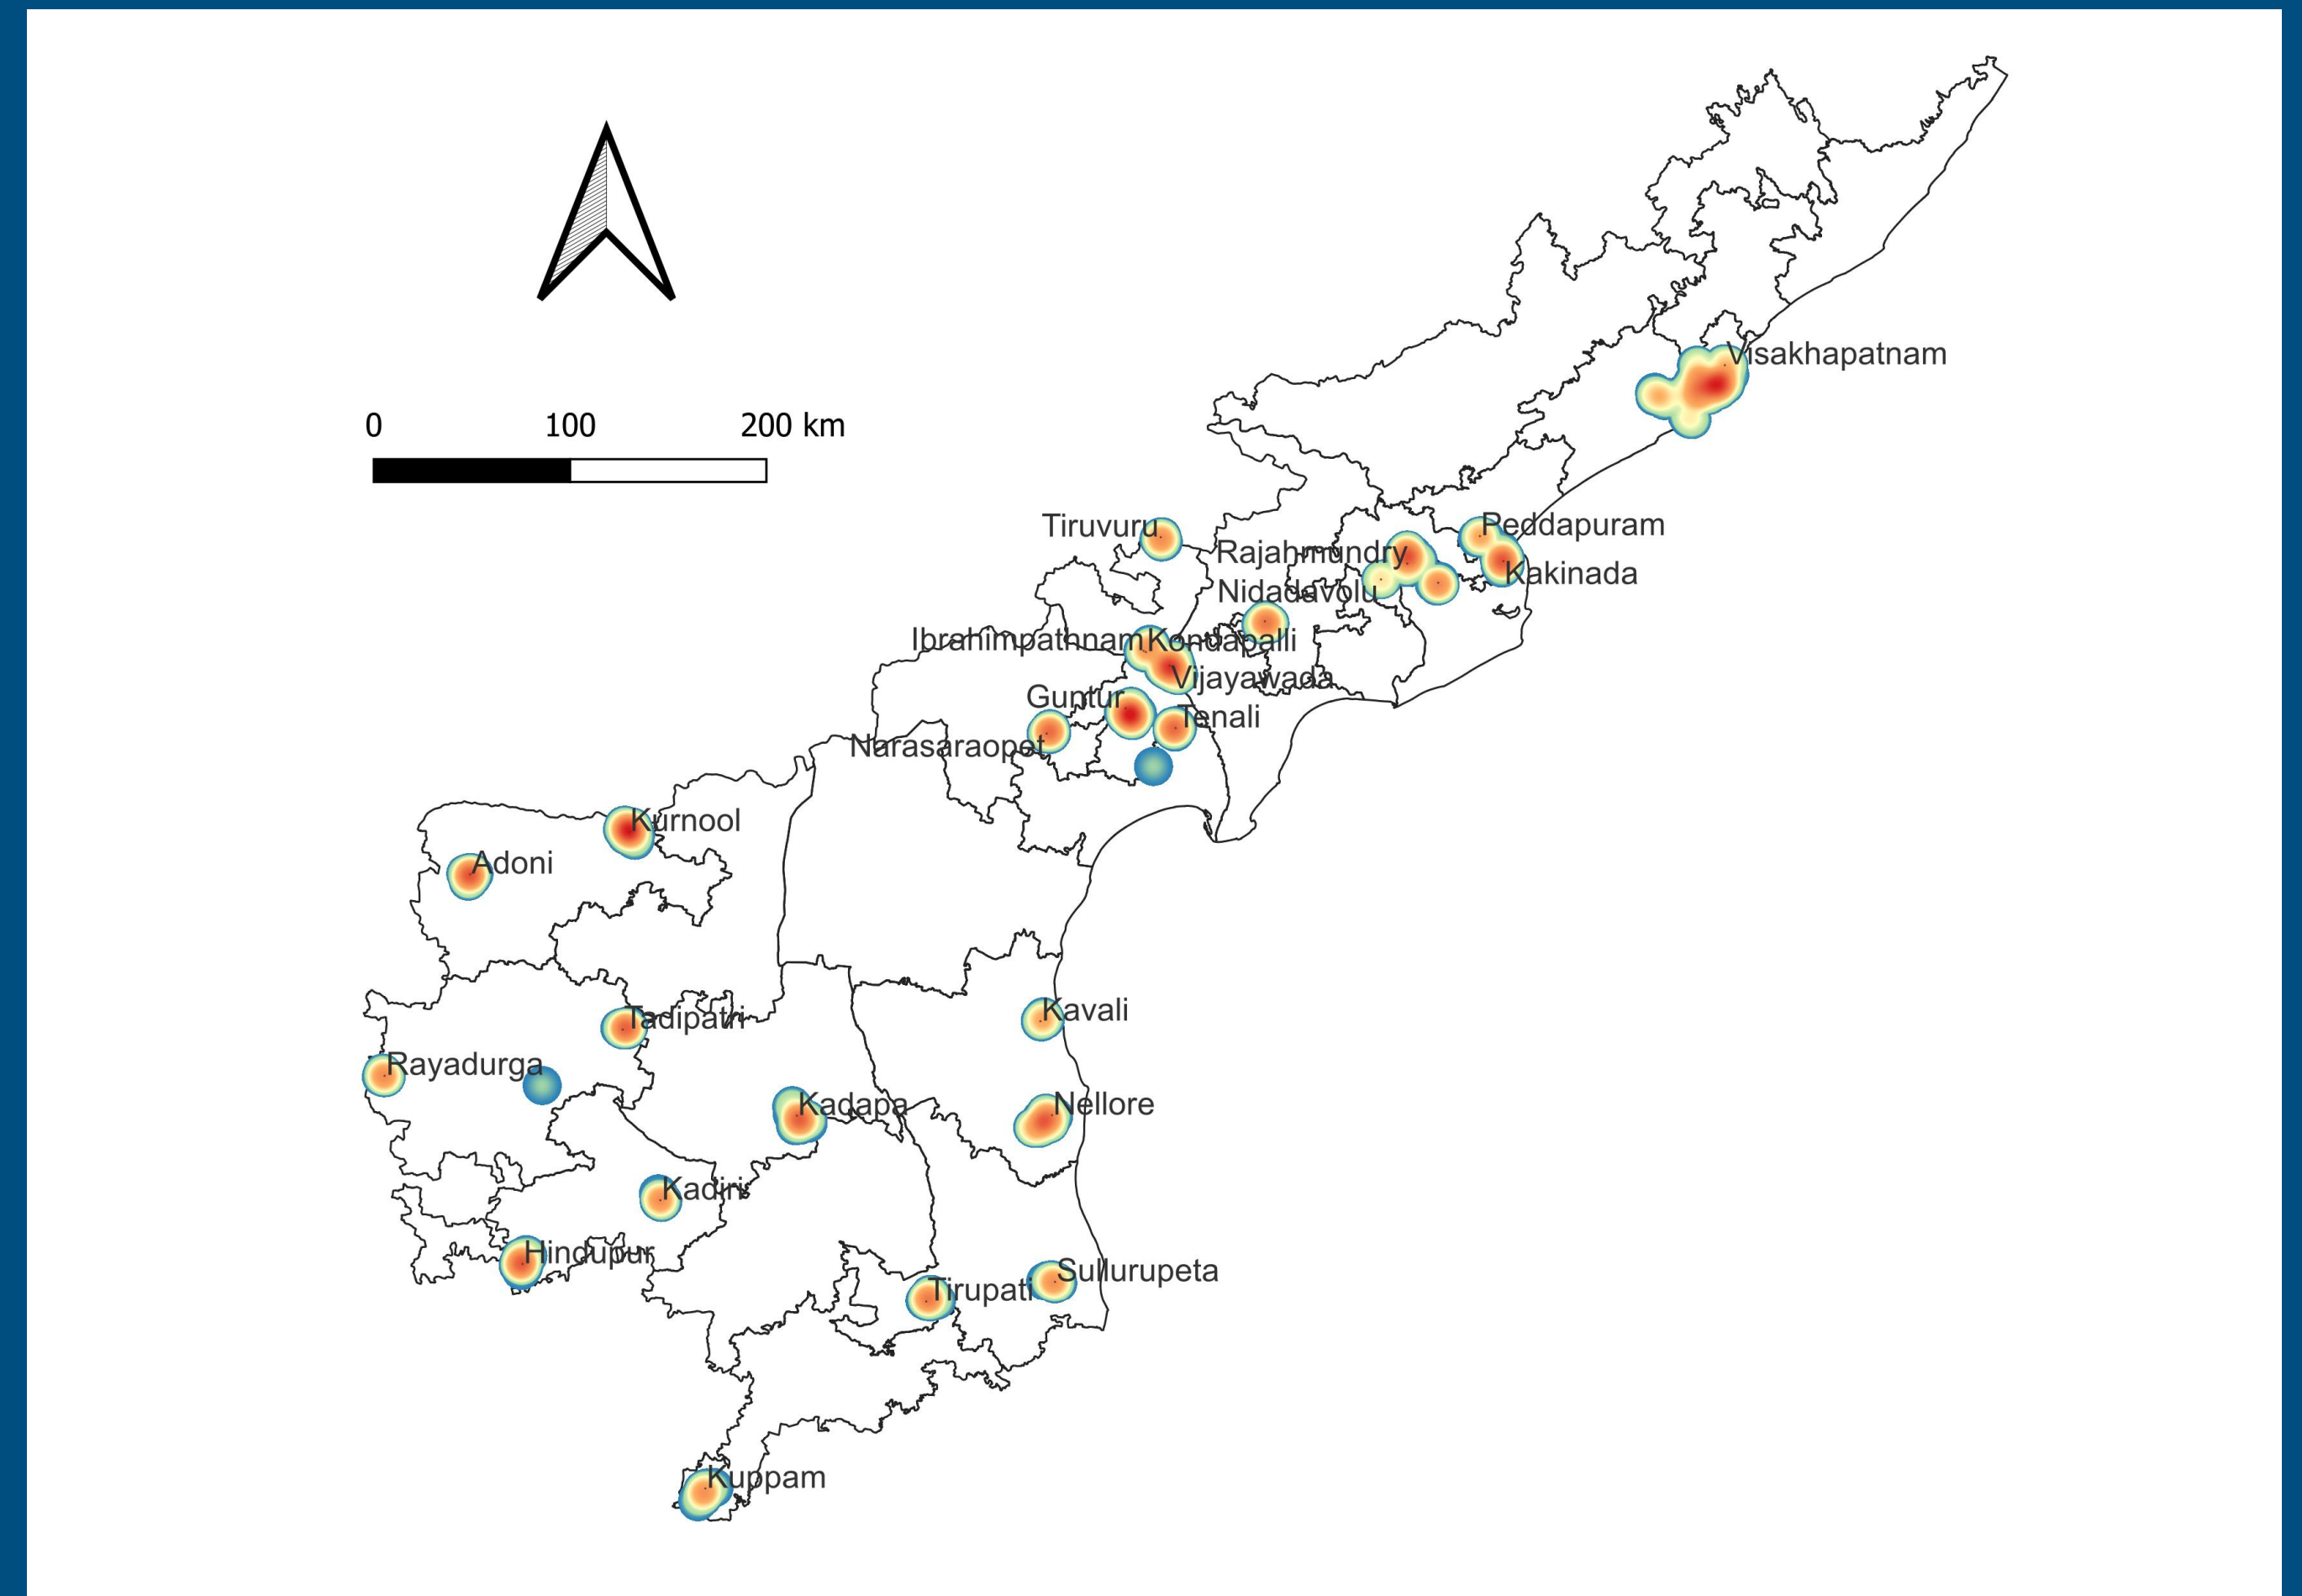 0 100 200 km
Visakhapatnam
Tiruvuru
Peddapuram
Rajahmundry
Kakinada
Nidadavolu
Ibrahimpathnam
Kondapalli
Vijayawada
Guntur
Tenali
Narasaraopet
Kurnool
Adoni
Kavali
Tadipatri
Rayadurga
Kadapa
Nellore
Kadiri
Hindupur
Sullurupeta
Tirupati
Kuppam